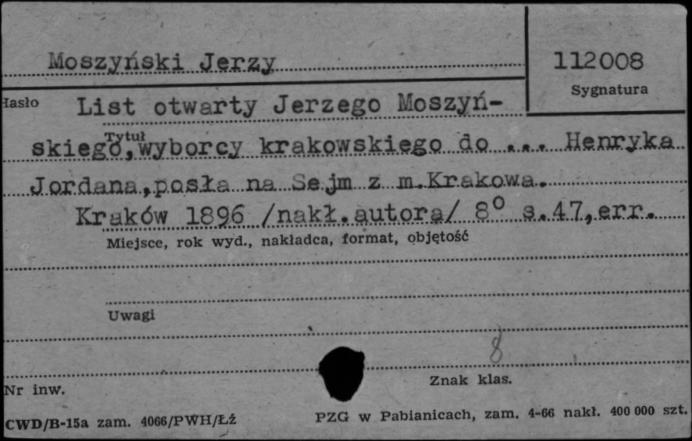 Moszyński Jerzy
112008
Sygnatura
Hasło
List otwarty Jerzego Moszyń-
Tytuł
skiego,wyborcy krakowskiego do ... Henryka
Jordana,posła na Sejm z m.Krakowa.
Kraków 1896 /nakł.autora/ 8° s.47,err.
Miejsce, rok wyd., nakładca, format, objętość
Uwagi
8
Znak klas.
Nr inw.
CWD/B-15a zam. 4066/PWH/Łź
PZG w Pabianicach, zam. 4-66 nakł. 400 000 szt.